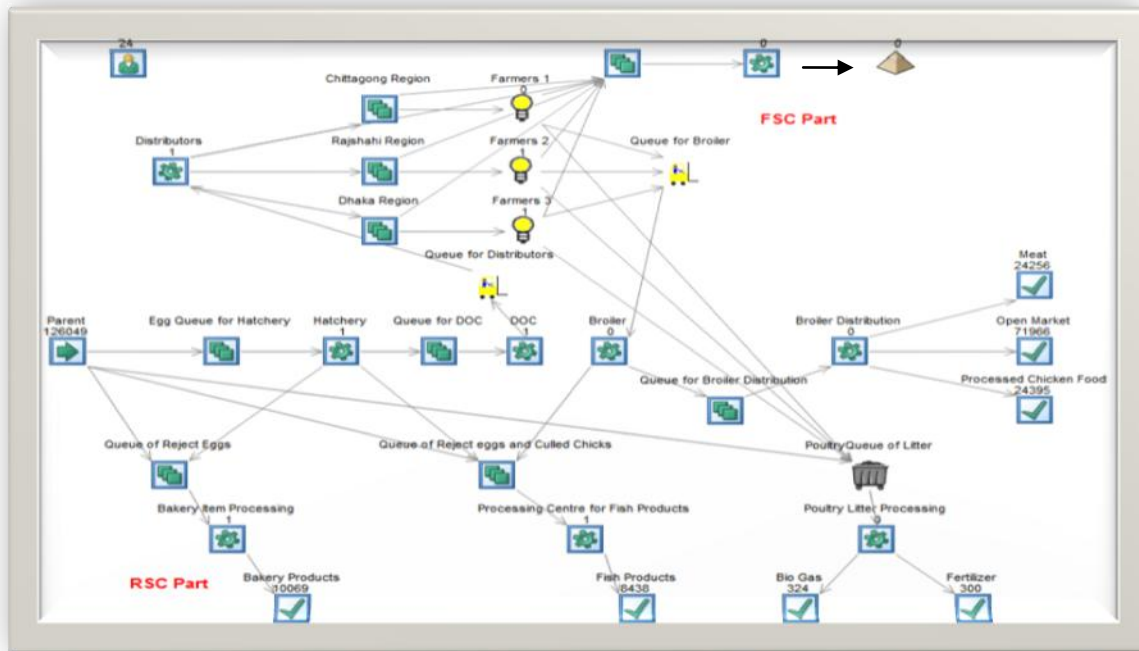 24
0
0
Chittagong Region
Farmers 1
0
FSC Part
Distributors
1
Rajshahi Region
Farmers 2
1
Queue for Broiler
Dhaka Region
Farmers 3
1
Queue for Distributors
Meat
24256
Parent
126049
Egg Queue for Hatchery
Hatchery
1
Queue for DOC
DOC
1
Broiler
0
Broiler Distribution
0
Open Market
71966
Queue for Broiler Distribution
Processed Chicken Food
24395
Queue of Reject Eggs
Queue of Reject eggs and Culled Chicks
PoultryQueue of Litter
Bakery Item Processing
1
Processing Centre for Fish Products
1
Poultry Litter Processing
0
RSC Part
Bakery Products
10069
Fish Products
8438
Bio Gas
324
Fertilizer
300